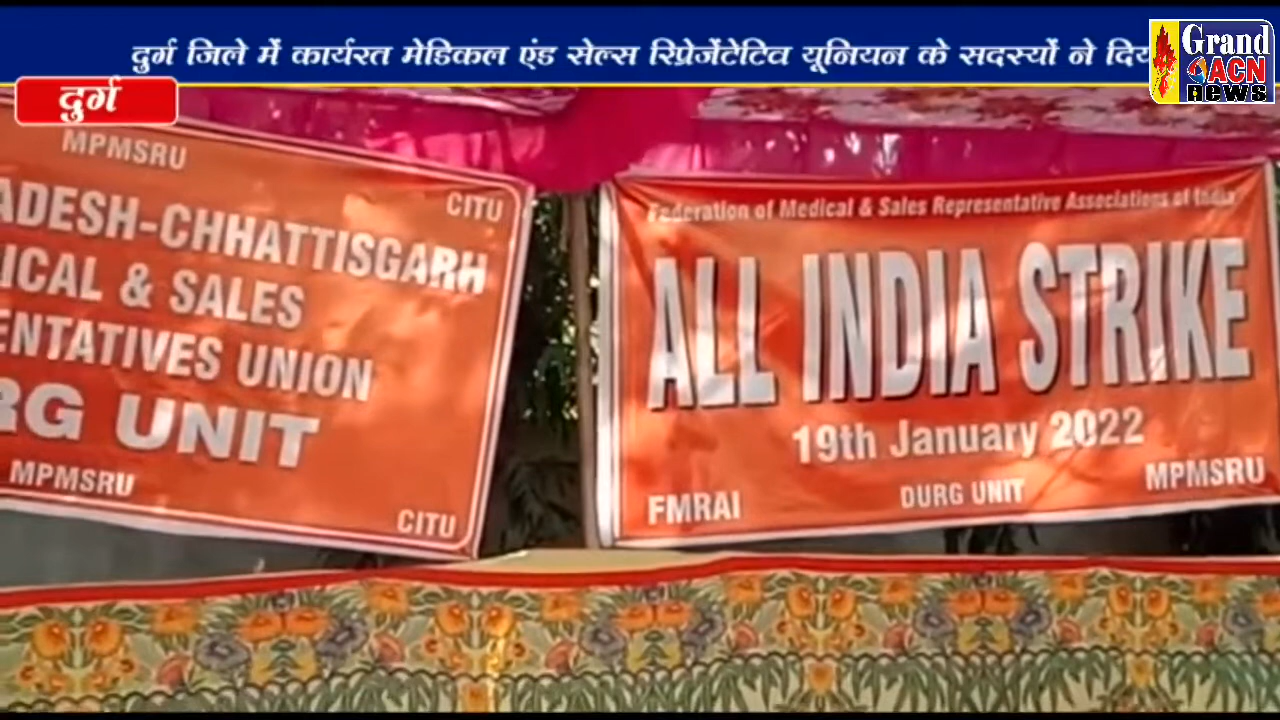 दुर्ग जिले में कार्यरत मेडिकल एंड सेल्स रिप्रेजेंटेटिव यूनियन के सदस्यों ने
Grand
ACN
News
दुर्ग
MPMSRU
CITU
ADESH-CHHATTISGARH
ICAL & SALES
ENTATIVES UNION
RG UNIT
MPMSRU
CITU
Federation of Medical & Sales Representative Associations of India
ALL INDIA STRIKE
19th January 2022
FMRAI
DURG UNIT
MPMSRU